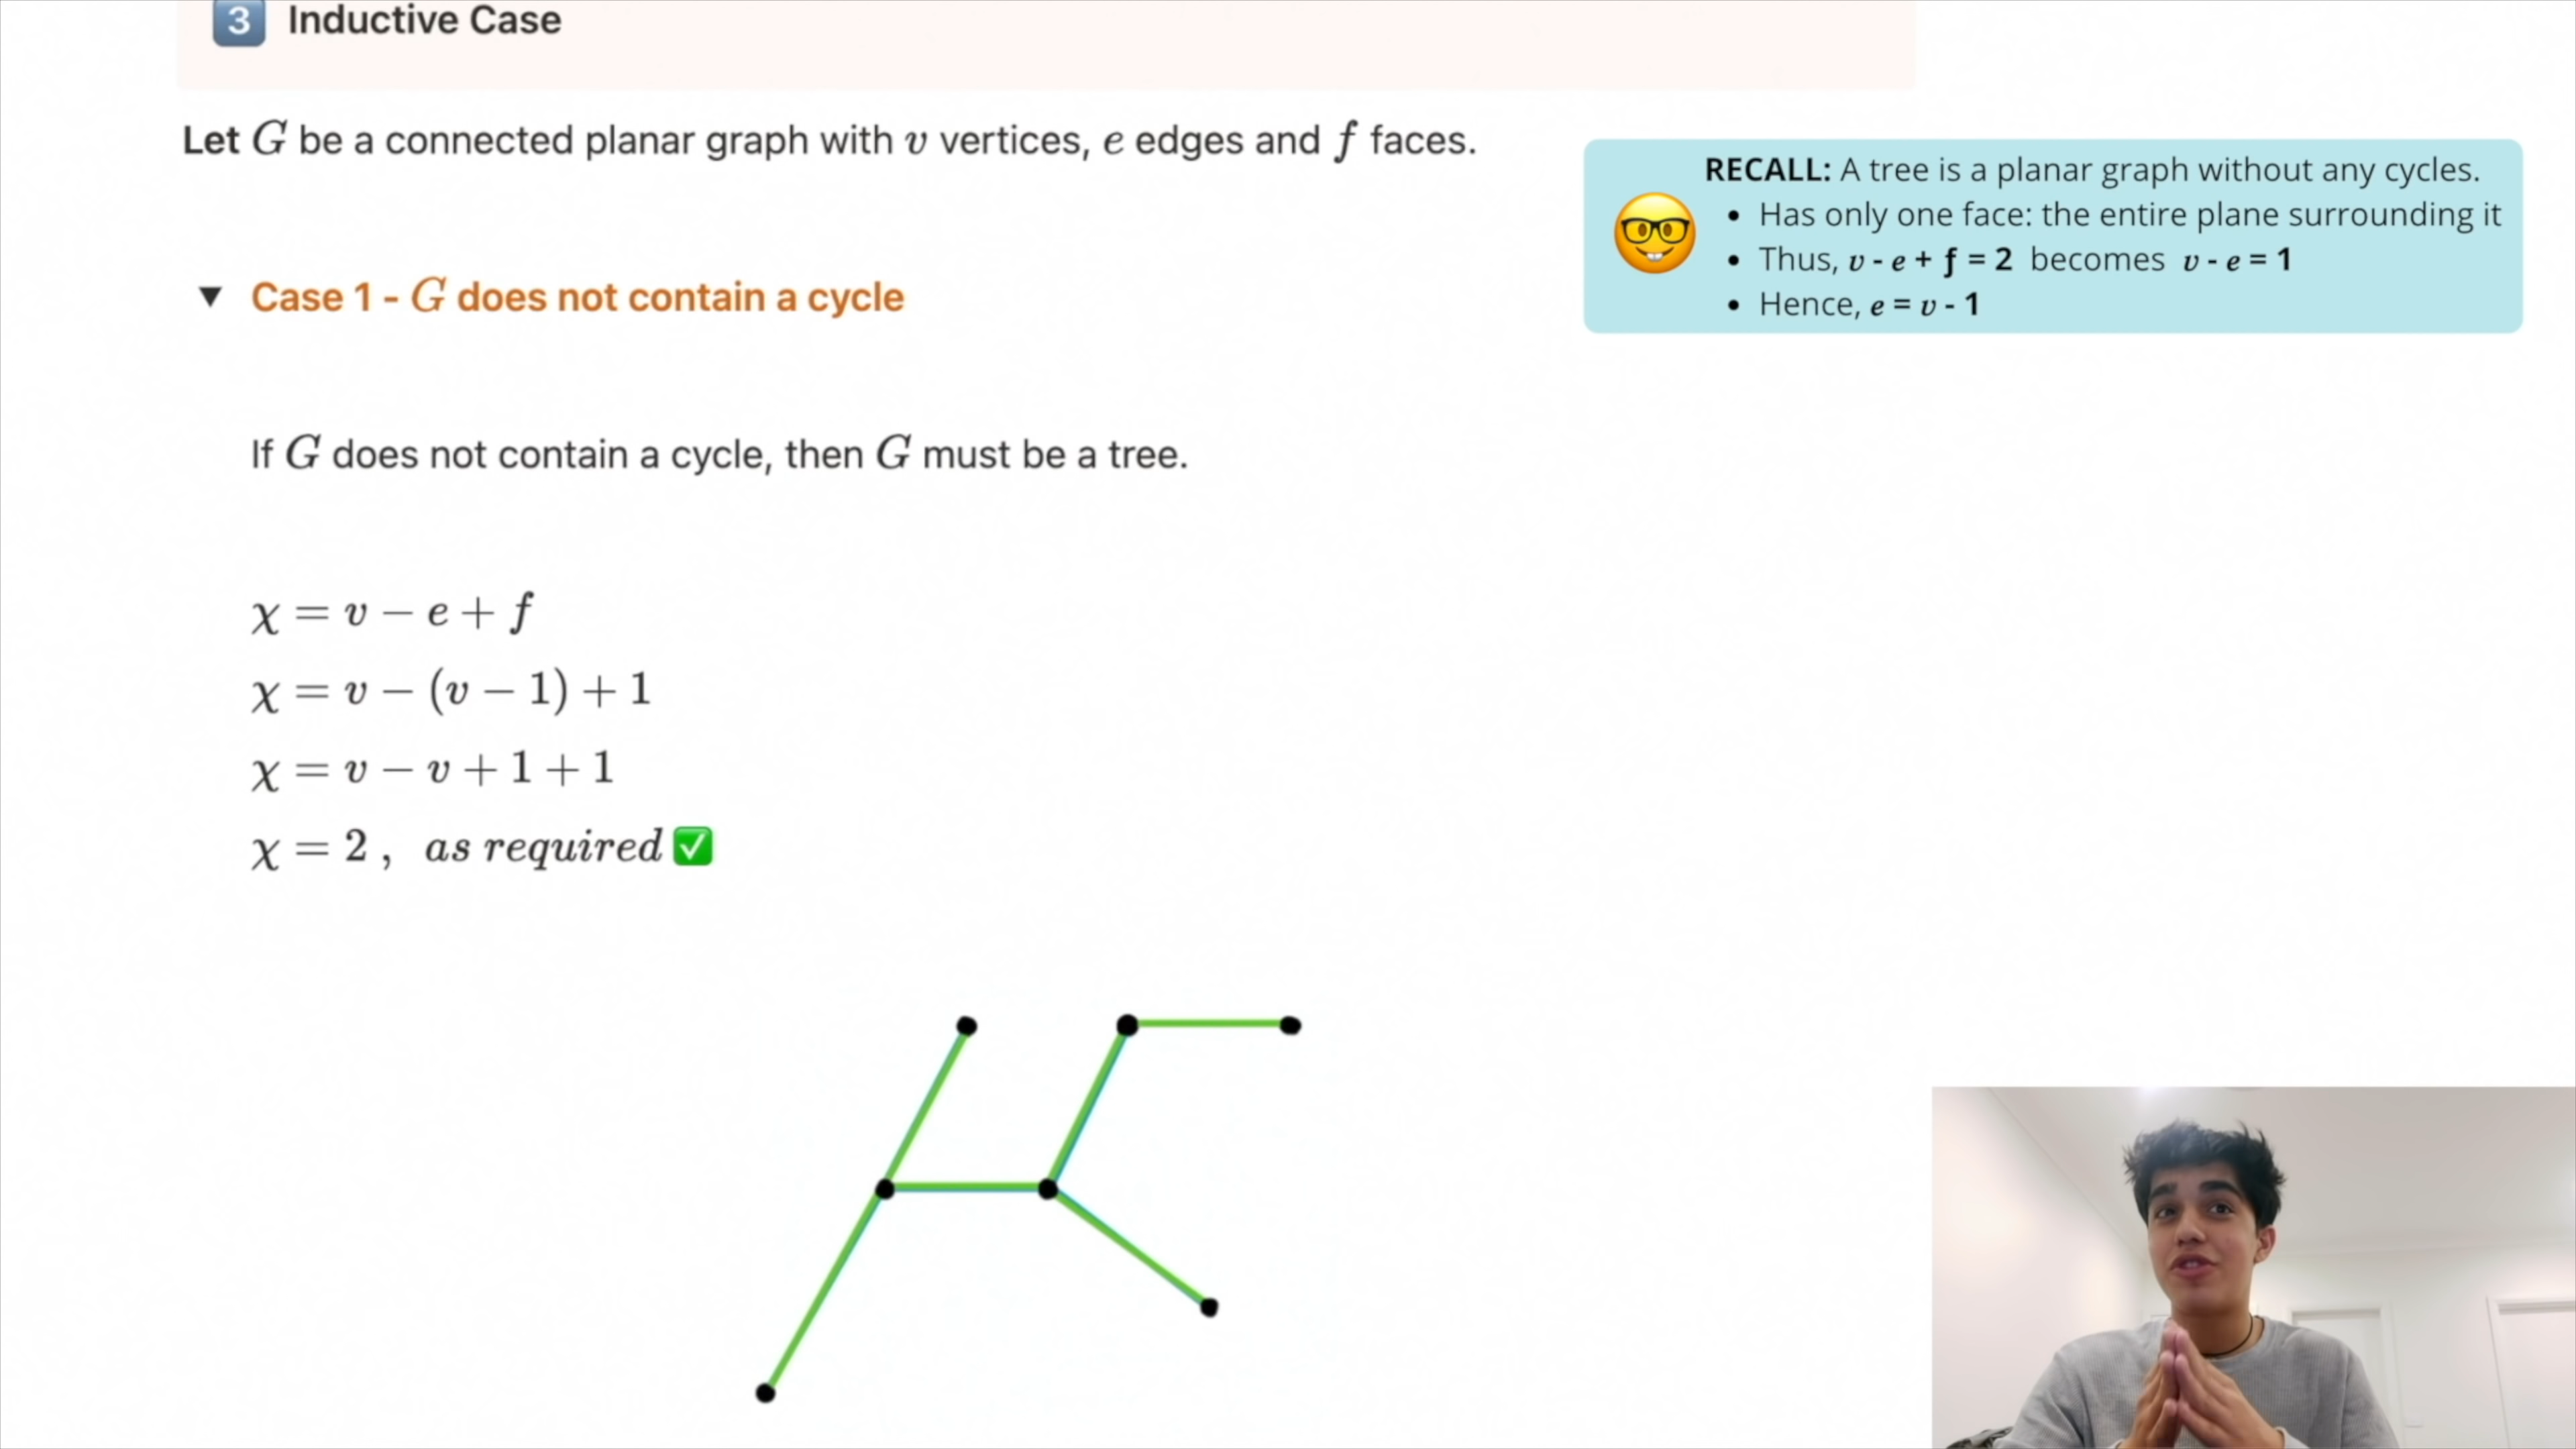 3 Inductive Case
Let G be a connected planar graph with v vertices, e edges and f faces.
RECALL: A tree is a planar graph without any cycles.
• Has only one face: the entire plane surrounding it
• Thus, v - e + f = 2 becomes v - e = 1
• Hence, e = v - 1
▼ Case 1 - G does not contain a cycle
If G does not contain a cycle, then G must be a tree.
χ = v − e + f
χ = v − (v − 1) + 1
χ = v − v + 1 + 1
χ = 2 , as required ✅